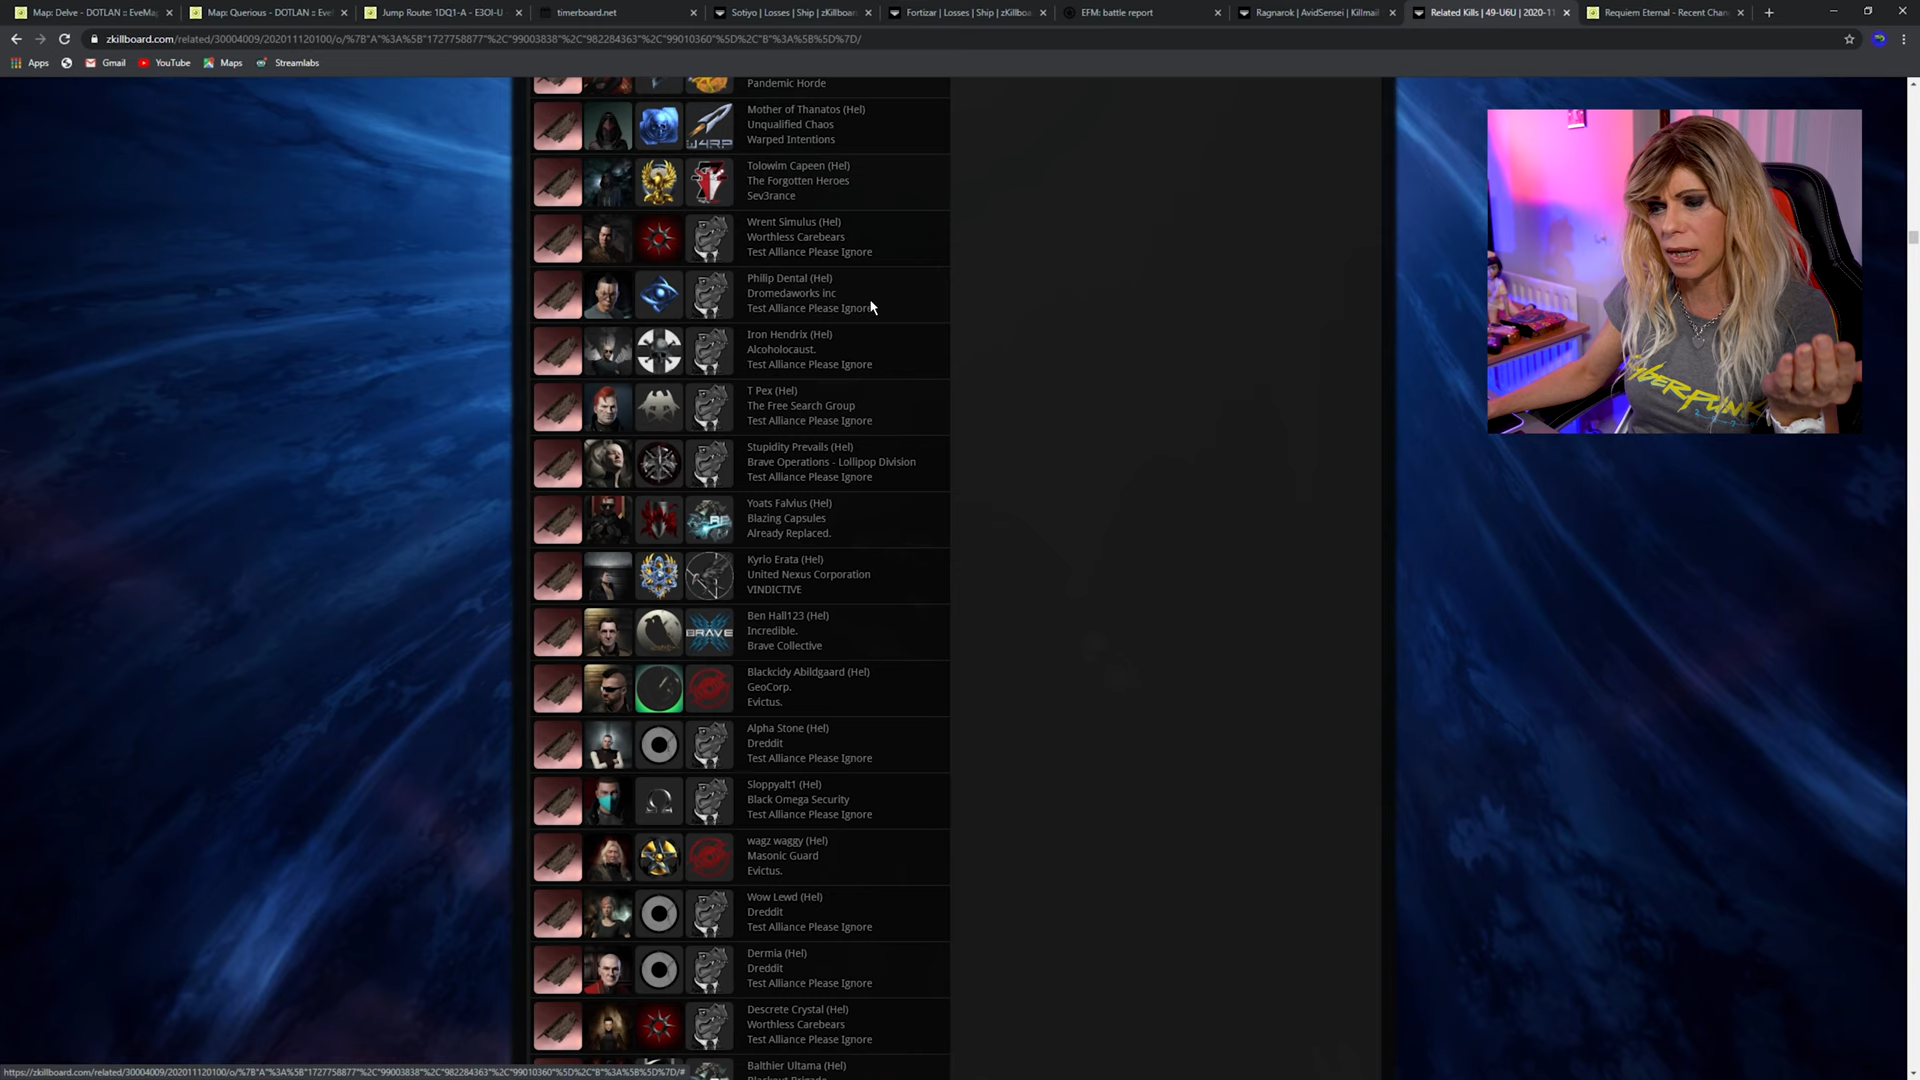 Map: Delve - DOTLAN :: EveMa
Map: Querious - DOTLAN :: Eve
Jump Route: 1DQ1-A - E3OI-U
timerboard.net
Sotiyo | Losses | Ship | zKillboar
Fortizar | Losses | Ship | zKillbo
EFM: battle report
Ragnarok | AvidSensei | Killmail
Related Kills | 49-U6U | 2020-11
Requiem Eternal - Recent Chan
zkillboard.com/related/30004009/202011120100/o/%7B"A"%3A%5B"1727758877"%2C"99003838"%2C"982284363"%2C"99010360"%5D%2C"B"%3A%5B%5D%7D/
Apps
Gmail
YouTube
Maps
Streamlabs
Pandemic Horde
Mother of Thanatos (Hel)
Unqualified Chaos
Warped Intentions
W4RP
Tolowim Capeen (Hel)
The Forgotten Heroes
Sev3rance
Wrent Simulus (Hel)
Worthless Carebears
Test Alliance Please Ignore
Philip Dental (Hel)
Dromedaworks inc
Test Alliance Please Ignore
Iron Hendrix (Hel)
Alcoholocaust.
Test Alliance Please Ignore
T Pex (Hel)
The Free Search Group
Test Alliance Please Ignore
Stupidity Prevails (Hel)
Brave Operations - Lollipop Division
Test Alliance Please Ignore
Yoats Falvius (Hel)
Blazing Capsules
Already Replaced.
Kyrio Erata (Hel)
United Nexus Corporation
VINDICTIVE
Ben Hall123 (Hel)
Incredible.
Brave Collective
BRAVE
Blackcidy Abildgaard (Hel)
GeoCorp.
Evictus.
Alpha Stone (Hel)
Dreddit
Test Alliance Please Ignore
Sloppyalt1 (Hel)
Black Omega Security
Test Alliance Please Ignore
wagz waggy (Hel)
Masonic Guard
Evictus.
Wow Lewd (Hel)
Dreddit
Test Alliance Please Ignore
Dermia (Hel)
Dreddit
Test Alliance Please Ignore
Descrete Crystal (Hel)
Worthless Carebears
Test Alliance Please Ignore
Balthier Ultama (Hel)
https://zkillboard.com/related/30004009/202011120100/o/%7B"A"%3A%5B"1727758877"%2C"99003838"%2C"982284363"%2C"99010360"%5D%2C"B"%3A%5B%5D%7D/#
CYBERPUNK